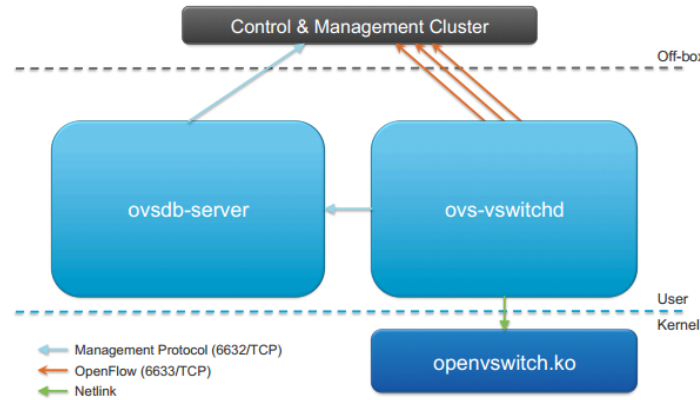 Control & Management Cluster
Off-box
ovsdb-server
ovs-vswitchd
User
Kernel
Management Protocol (6632/TCP)
OpenFlow (6633/TCP)
Netlink
openvswitch.ko